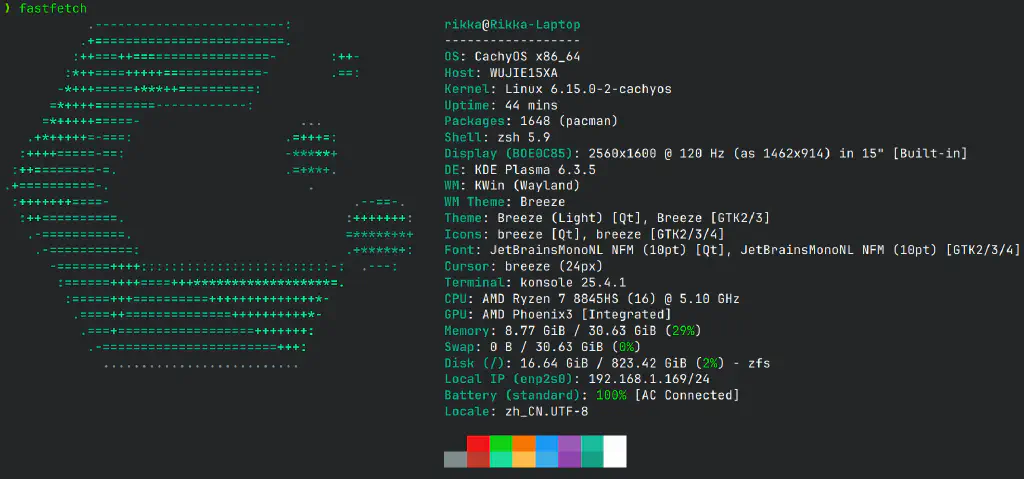 ❯ fastfetch
rikka@Rikka-Laptop
-----------------
OS: CachyOS x86_64
Host: WUJIE15XA
Kernel: Linux 6.15.0-2-cachyos
Uptime: 44 mins
Packages: 1648 (pacman)
Shell: zsh 5.9
Display (BOE0C85): 2560x1600 @ 120 Hz (as 1462x914) in 15" [Built-in]
DE: KDE Plasma 6.3.5
WM: KWin (Wayland)
WM Theme: Breeze
Theme: Breeze (Light) [Qt], Breeze [GTK2/3]
Icons: breeze [Qt], breeze [GTK2/3/4]
Font: JetBrainsMonoNL NFM (10pt) [Qt], JetBrainsMonoNL NFM (10pt) [GTK2/3/4]
Cursor: breeze (24px)
Terminal: konsole 25.4.1
CPU: AMD Ryzen 7 8845HS (16) @ 5.10 GHz
GPU: AMD Phoenix3 [Integrated]
Memory: 8.77 GiB / 30.63 GiB (29%)
Swap: 0 B / 30.63 GiB (0%)
Disk (/): 16.64 GiB / 823.42 GiB (2%) - zfs
Local IP (enp2s0): 192.168.1.169/24
Battery (standard): 100% [AC Connected]
Locale: zh_CN.UTF-8